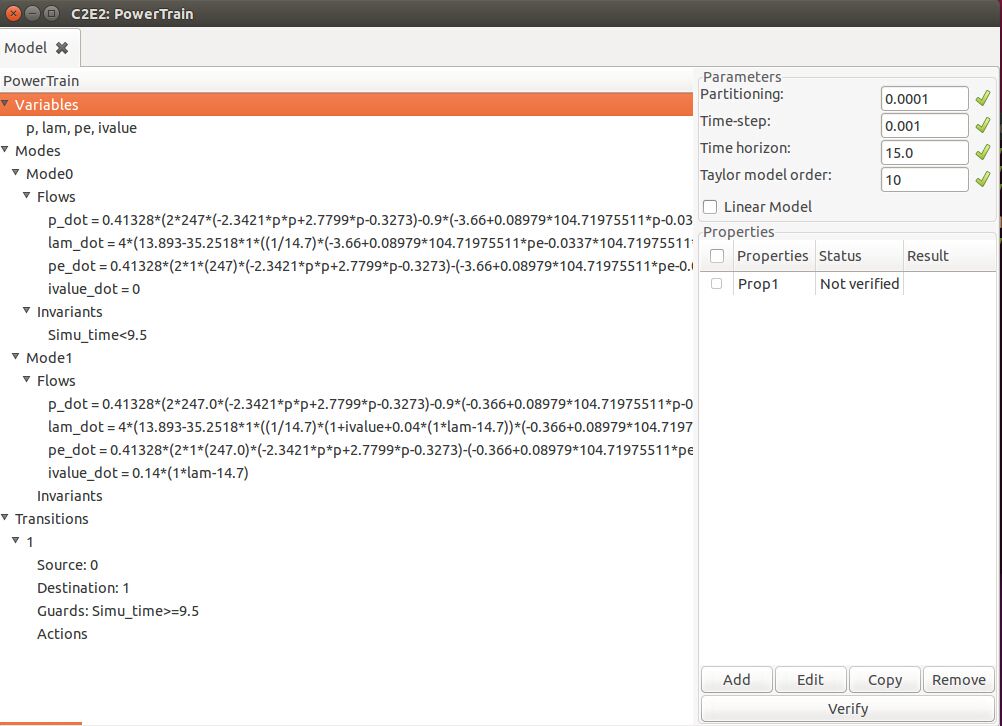 C2E2: PowerTrain
Model
PowerTrain
Variables
p, lam, pe, ivalue
Modes
Mode0
Flows
p_dot = 0.41328*(2*247*(-2.3421*p*p+2.7799*p-0.3273)-0.9*(-3.66+0.08979*104.71975511*p-0.03
lam_dot = 4*(13.893-35.2518*1*((1/14.7)*(-3.66+0.08979*104.71975511*pe-0.0337*104.71975511*
pe_dot = 0.41328*(2*1*(247)*(-2.3421*p*p+2.7799*p-0.3273)-(-3.66+0.08979*104.71975511*pe-0.0
ivalue_dot = 0
Invariants
Simu_time<9.5
Mode1
Flows
p_dot = 0.41328*(2*247.0*(-2.3421*p*p+2.7799*p-0.3273)-0.9*(-0.366+0.08979*104.71975511*p-0
lam_dot = 4*(13.893-35.2518*1*((1/14.7)*(1+ivalue+0.04*(1*lam-14.7))*(-0.366+0.08979*104.7197
pe_dot = 0.41328*(2*1*(247.0)*(-2.3421*p*p+2.7799*p-0.3273)-(-0.366+0.08979*104.71975511*pe
ivalue_dot = 0.14*(1*lam-14.7)
Invariants
Transitions
1
Source: 0
Destination: 1
Guards: Simu_time>=9.5
Actions
Parameters
Partitioning: 0.0001
Time-step: 0.001
Time horizon: 15.0
Taylor model order: 10
Linear Model
Properties
Properties Status Result
Prop1 Not verified
Add Edit Copy Remove
Verify